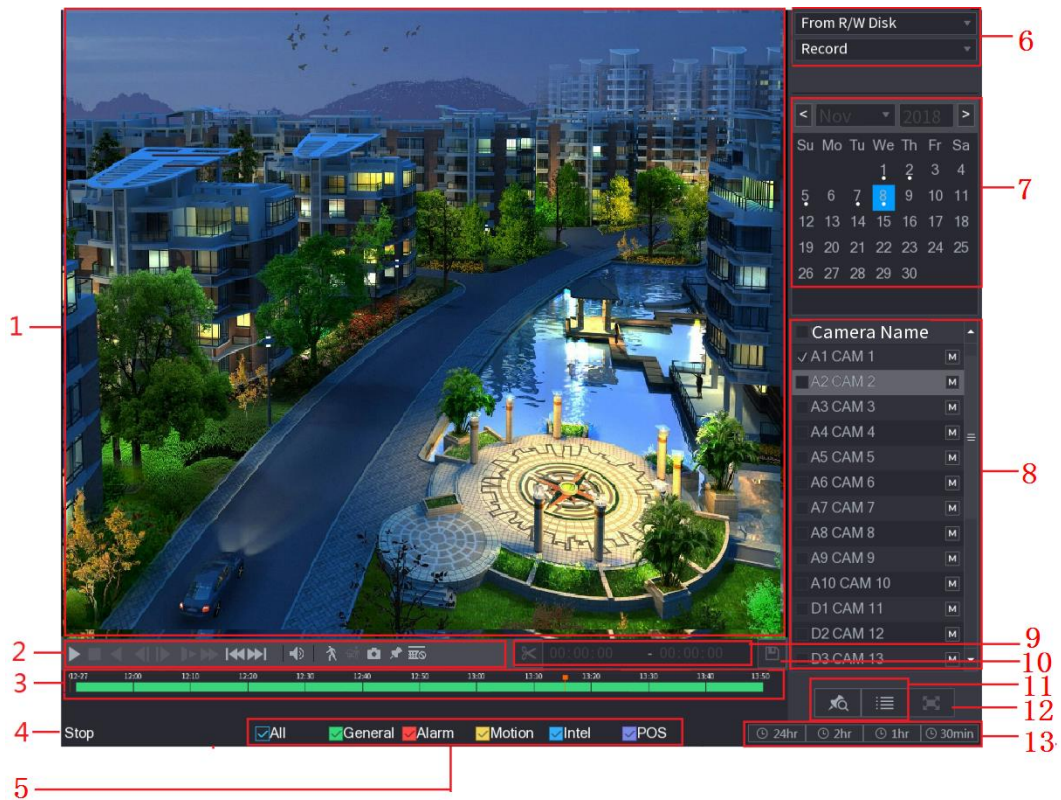 From R/W Disk
6
Record
< Nov 2018 >
Su Mo Tu We Th Fr Sa
1 2 3 4
5 6 7 8 9 10 11
7
12 13 14 15 16 17 18
19 20 21 22 23 24 25
26 27 28 29 30
1
Camera Name
A1 CAM 1 M
A2 CAM 2 M
A3 CAM 3 M
A4 CAM 4 M
A5 CAM 5 M
8
A6 CAM 6 M
A7 CAM 7 M
A8 CAM 8 M
A9 CAM 9 M
A10 CAM 10 M
D1 CAM 11 M
D2 CAM 12 M
D3 CAM 13 M
9
2
00:00:00 - 00:00:00
10
3
12:00 12:10 12:20 12:30 12:40 12:50 13:00 13:10 13:20 13:30 13:40 13:50
11
12
4
Stop
All General Alarm Motion Intel POS
24hr 2hr 1hr 30min
13
5